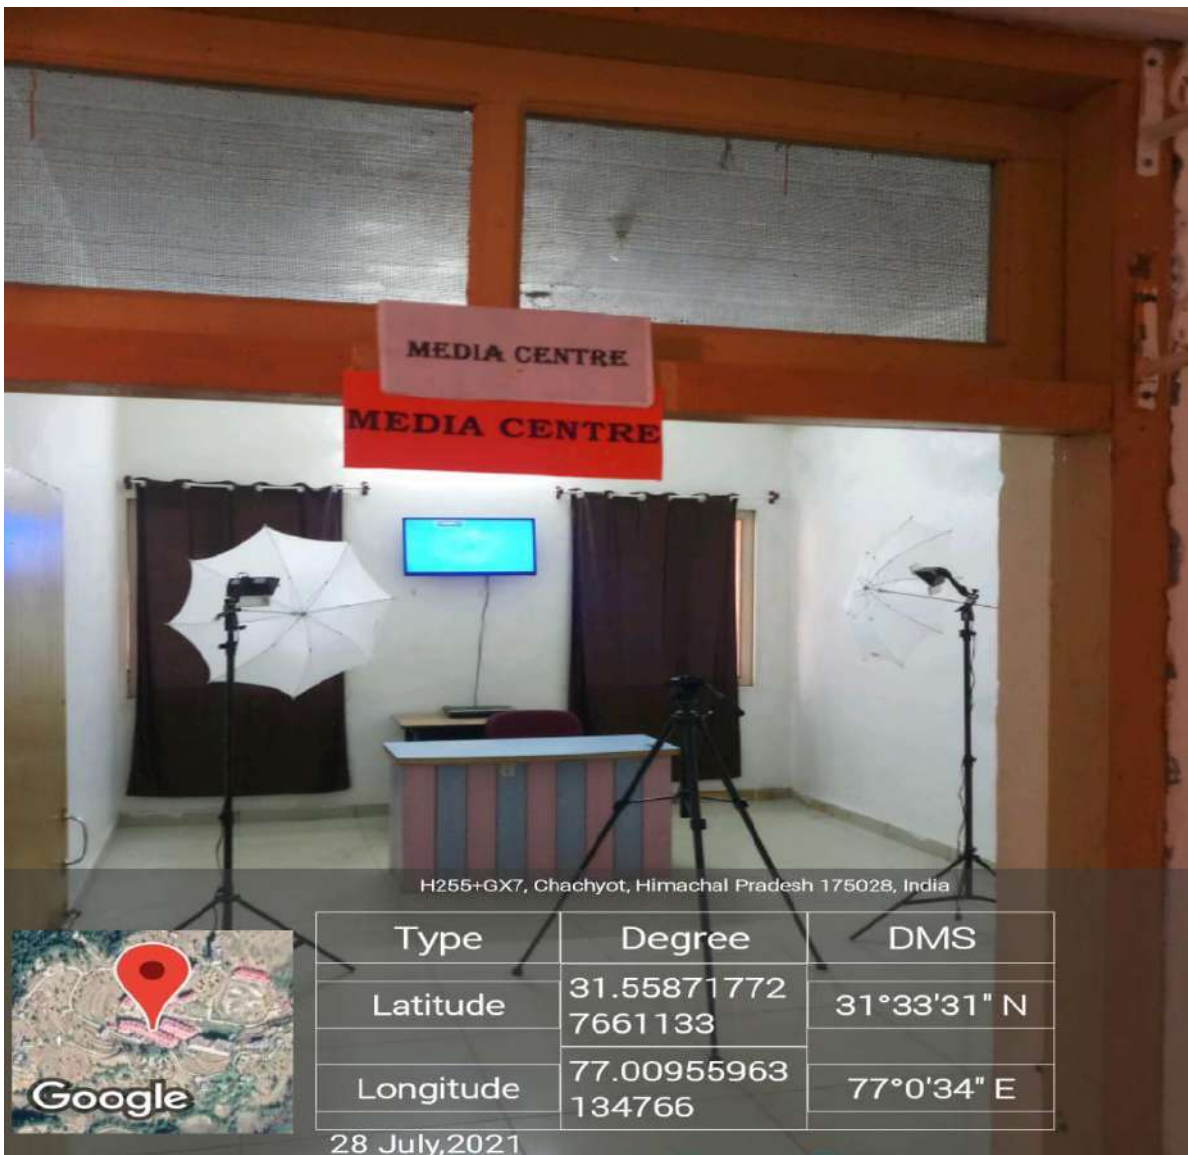 MEDIA CENTRE
MEDIA CENTRE
H255+GX7, Chachyot, Himachal Pradesh 175028, India
Type Degree DMS
Latitude 31.55871772 31°33'31" N
7661133
Longitude 77.00955963 77°0'34" E
134766
Google
28 July,2021